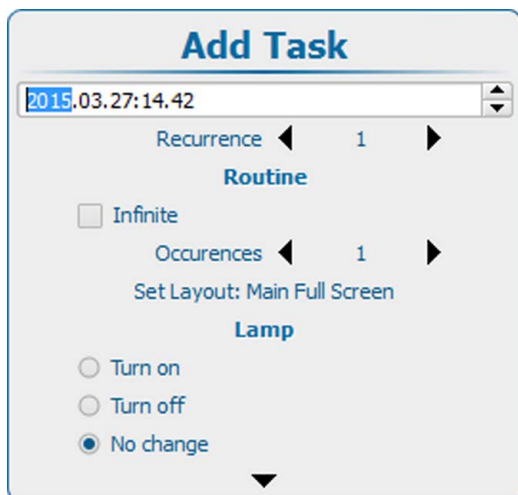 Add Task
2015.03.27:14.42
Recurrence 1
Routine
Infinite
Occurences 1
Set Layout: Main Full Screen
Lamp
Turn on
Turn off
No change